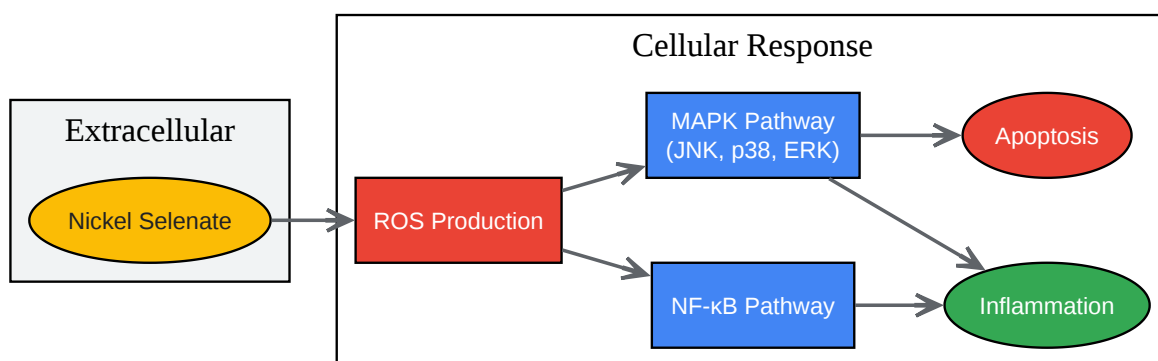 Cellular Response
Extracellular
Nickel Selenate
ROS Production
MAPK Pathway
(JNK, p38, ERK)
Apoptosis
NF-κB Pathway
Inflammation